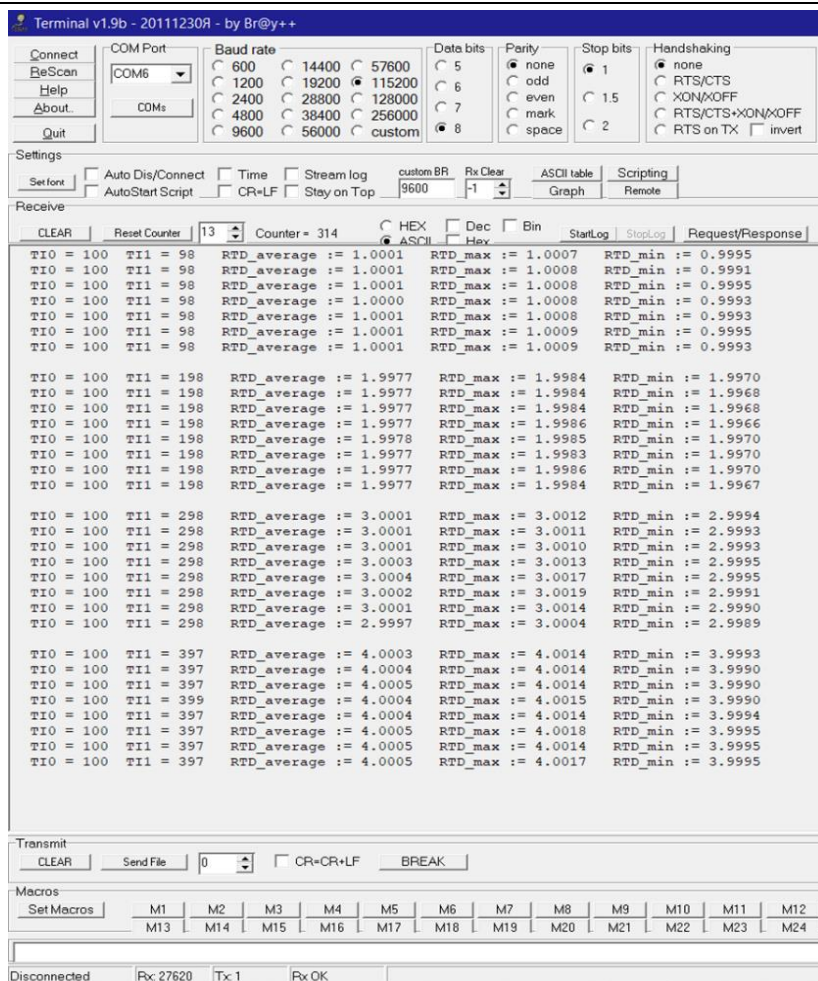 Terminal v1.9b - 20111230Я - by Br@y++
Connect
ReScan
Help
About..
Quit
COM Port
COM6
COMs
Baud rate
600 14400 57600
1200 19200 115200
2400 28800 128000
4800 38400 256000
9600 56000 custom
Data bits
5
6
7
8
Parity
none
odd
even
mark
space
Stop bits
1
1.5
2
Handshaking
none
RTS/CTS
XON/XOFF
RTS/CTS+XON/XOFF
RTS on TX invert
Settings
Set font
Auto Dis/Connect Time Stream log
AutoStart Script CR=LF Stay on Top
custom BR Rx Clear
9600 -1
ASCII table Scripting
Graph Remote
Receive
CLEAR Reset Counter 13 Counter = 314
HEX Dec Bin
ASCII Hex
StartLog StopLog Request/Response
TI0 = 100 TI1 = 98 RTD_average := 1.0001 RTD_max := 1.0007 RTD_min := 0.9995
TI0 = 100 TI1 = 98 RTD_average := 1.0001 RTD_max := 1.0008 RTD_min := 0.9991
TI0 = 100 TI1 = 98 RTD_average := 1.0001 RTD_max := 1.0008 RTD_min := 0.9995
TI0 = 100 TI1 = 98 RTD_average := 1.0000 RTD_max := 1.0008 RTD_min := 0.9993
TI0 = 100 TI1 = 98 RTD_average := 1.0001 RTD_max := 1.0008 RTD_min := 0.9993
TI0 = 100 TI1 = 98 RTD_average := 1.0001 RTD_max := 1.0009 RTD_min := 0.9995
TI0 = 100 TI1 = 98 RTD_average := 1.0001 RTD_max := 1.0009 RTD_min := 0.9993
TI0 = 100 TI1 = 198 RTD_average := 1.9977 RTD_max := 1.9984 RTD_min := 1.9970
TI0 = 100 TI1 = 198 RTD_average := 1.9977 RTD_max := 1.9984 RTD_min := 1.9968
TI0 = 100 TI1 = 198 RTD_average := 1.9977 RTD_max := 1.9984 RTD_min := 1.9968
TI0 = 100 TI1 = 198 RTD_average := 1.9977 RTD_max := 1.9986 RTD_min := 1.9966
TI0 = 100 TI1 = 198 RTD_average := 1.9978 RTD_max := 1.9985 RTD_min := 1.9970
TI0 = 100 TI1 = 198 RTD_average := 1.9977 RTD_max := 1.9983 RTD_min := 1.9970
TI0 = 100 TI1 = 198 RTD_average := 1.9977 RTD_max := 1.9986 RTD_min := 1.9970
TI0 = 100 TI1 = 198 RTD_average := 1.9977 RTD_max := 1.9984 RTD_min := 1.9967
TI0 = 100 TI1 = 298 RTD_average := 3.0001 RTD_max := 3.0012 RTD_min := 2.9994
TI0 = 100 TI1 = 298 RTD_average := 3.0001 RTD_max := 3.0011 RTD_min := 2.9993
TI0 = 100 TI1 = 298 RTD_average := 3.0001 RTD_max := 3.0010 RTD_min := 2.9993
TI0 = 100 TI1 = 298 RTD_average := 3.0003 RTD_max := 3.0013 RTD_min := 2.9995
TI0 = 100 TI1 = 298 RTD_average := 3.0004 RTD_max := 3.0017 RTD_min := 2.9995
TI0 = 100 TI1 = 298 RTD_average := 3.0002 RTD_max := 3.0019 RTD_min := 2.9991
TI0 = 100 TI1 = 298 RTD_average := 3.0001 RTD_max := 3.0014 RTD_min := 2.9990
TI0 = 100 TI1 = 298 RTD_average := 2.9997 RTD_max := 3.0004 RTD_min := 2.9989
TI0 = 100 TI1 = 397 RTD_average := 4.0003 RTD_max := 4.0014 RTD_min := 3.9993
TI0 = 100 TI1 = 397 RTD_average := 4.0004 RTD_max := 4.0014 RTD_min := 3.9990
TI0 = 100 TI1 = 397 RTD_average := 4.0005 RTD_max := 4.0014 RTD_min := 3.9990
TI0 = 100 TI1 = 399 RTD_average := 4.0004 RTD_max := 4.0015 RTD_min := 3.9990
TI0 = 100 TI1 = 397 RTD_average := 4.0004 RTD_max := 4.0014 RTD_min := 3.9994
TI0 = 100 TI1 = 397 RTD_average := 4.0005 RTD_max := 4.0018 RTD_min := 3.9995
TI0 = 100 TI1 = 397 RTD_average := 4.0005 RTD_max := 4.0014 RTD_min := 3.9995
TI0 = 100 TI1 = 397 RTD_average := 4.0005 RTD_max := 4.0017 RTD_min := 3.9995
Transmit
CLEAR Send File 0 CR=CR+LF BREAK
Macros
Set Macros M1 M2 M3 M4 M5 M6 M7 M8 M9 M10 M11 M12
M13 M14 M15 M16 M17 M18 M19 M20 M21 M22 M23 M24
Disconnected Rx: 27620 Tx: 1 Rx OK